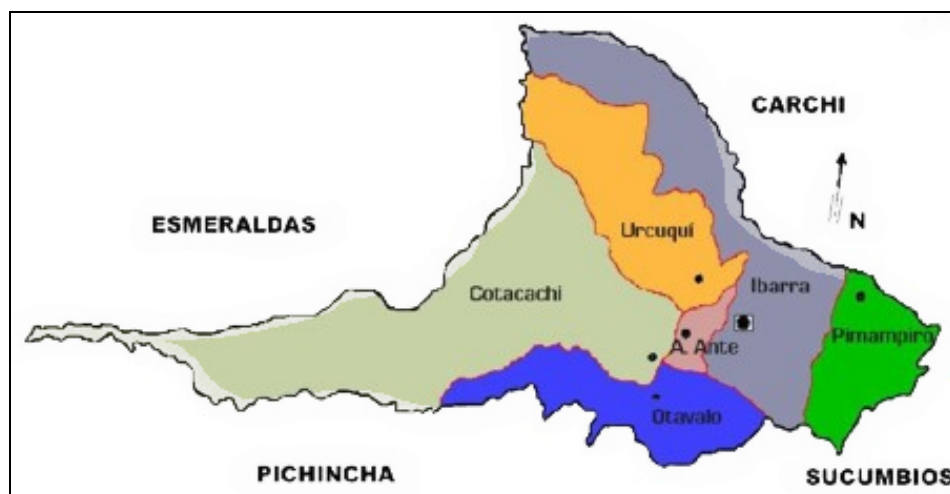 CARCHI
ESMERALDAS
N
Urcuquí
Ibarra
Cotacachi
Pimampiro
A. Ante
Otavalo
PICHINCHA
SUCUMBIOS